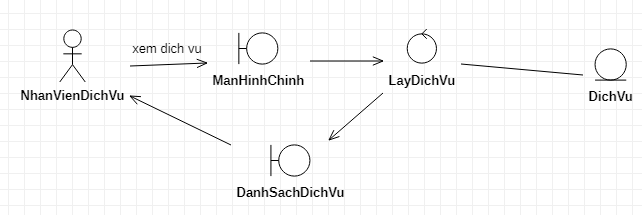 xem dich vu
NhanVienDichVu
ManHinhChinh
LayDichVu
DichVu
DanhSachDichVu